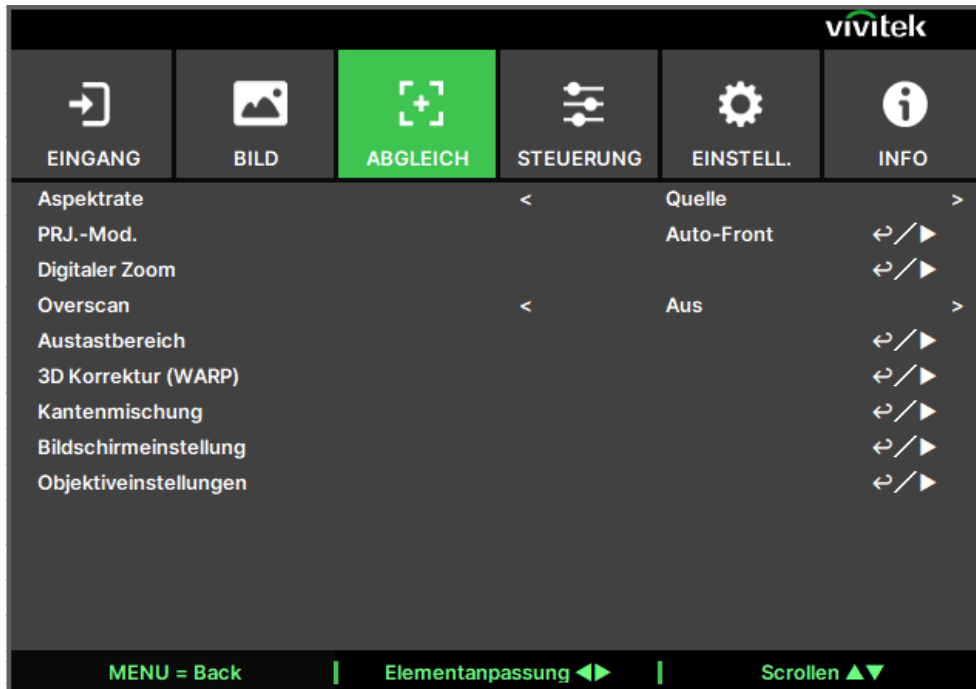 vivitek
EINGANG BILD ABGLEICH STEUERUNG EINSTELL. INFO
Aspektrate < Quelle >
PRJ.-Mod. Auto-Front ↩/▶
Digitaler Zoom ↩/▶
Overscan < Aus >
Austastbereich ↩/▶
3D Korrektur (WARP) ↩/▶
Kantenmischung ↩/▶
Bildschirmeinstellung ↩/▶
Objektiveinstellungen ↩/▶
MENU = Back | Elementanpassung ◀▶ | Scrollen ▲▼